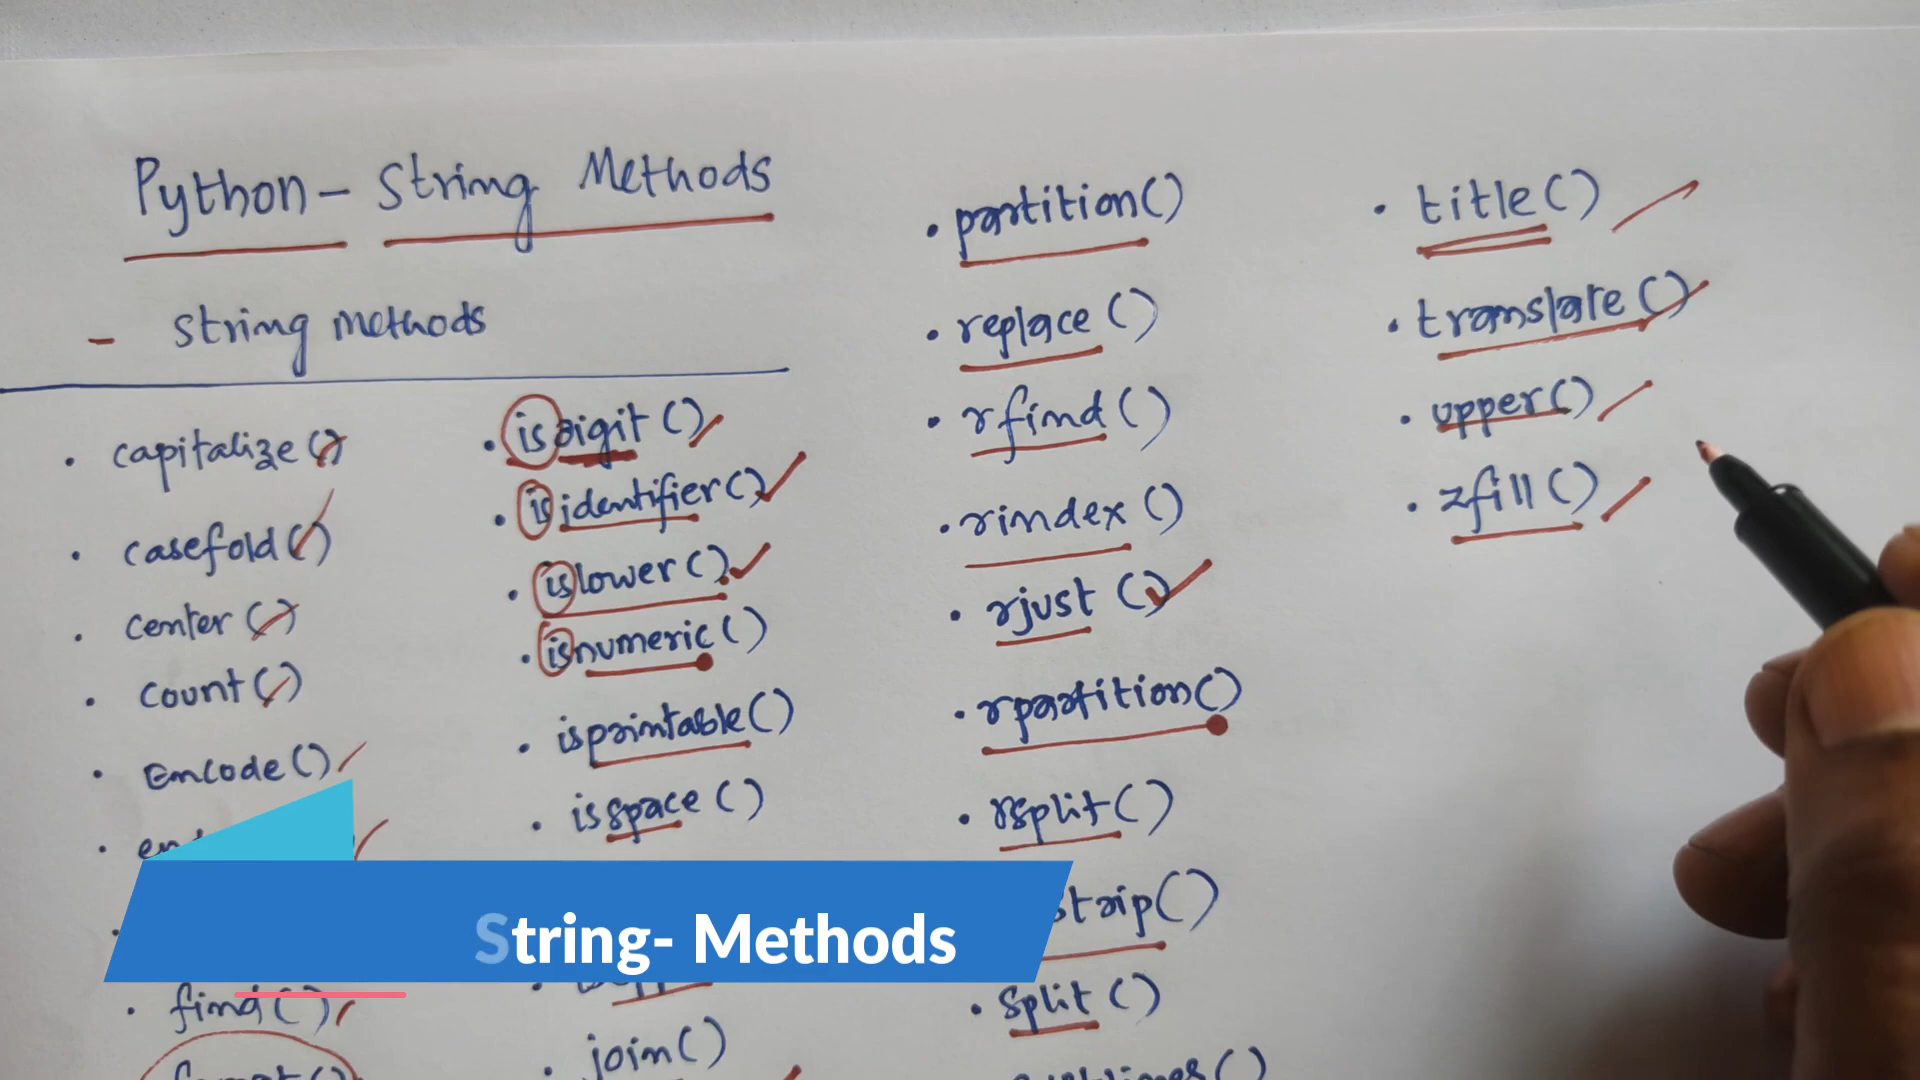 Python - String Methods
- string methods
• capitalize()
• casefold()
• center()
• count()
• Encode()
• find()
• isdigit()
• isidentifier()
• islower()
• isnumeric()
• isprintable()
• isspace()
• join()
• partition()
• replace()
• rfind()
• rindex()
• rjust()
• rpartition()
• rsplit()
• split()
• title()
• translate()
• upper()
• zfill()
String- Methods